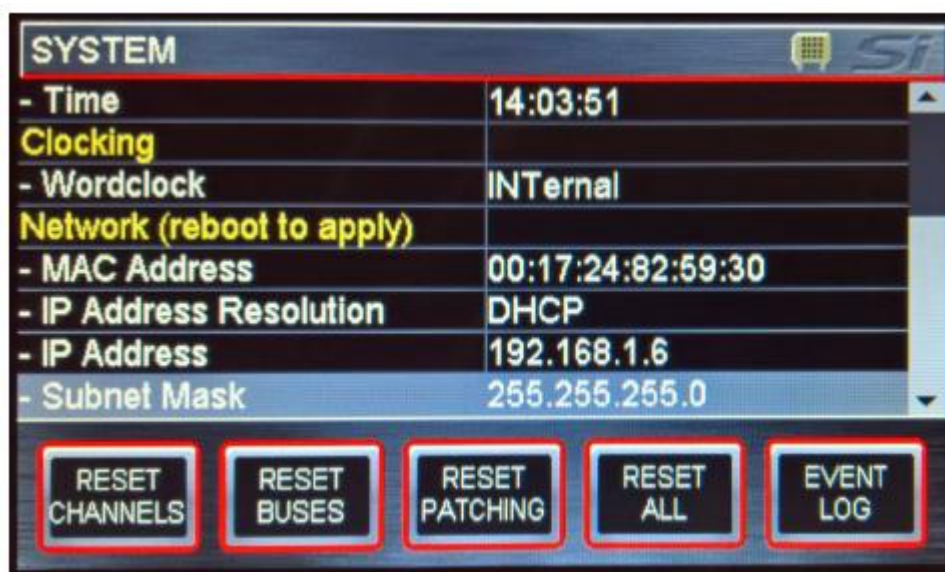 SYSTEM
Si
- Time 14:03:51
Clocking
- Wordclock INTernal
Network (reboot to apply)
- MAC Address 00:17:24:82:59:30
- IP Address Resolution DHCP
- IP Address 192.168.1.6
- Subnet Mask 255.255.255.0
RESET CHANNELS
RESET BUSES
RESET PATCHING
RESET ALL
EVENT LOG